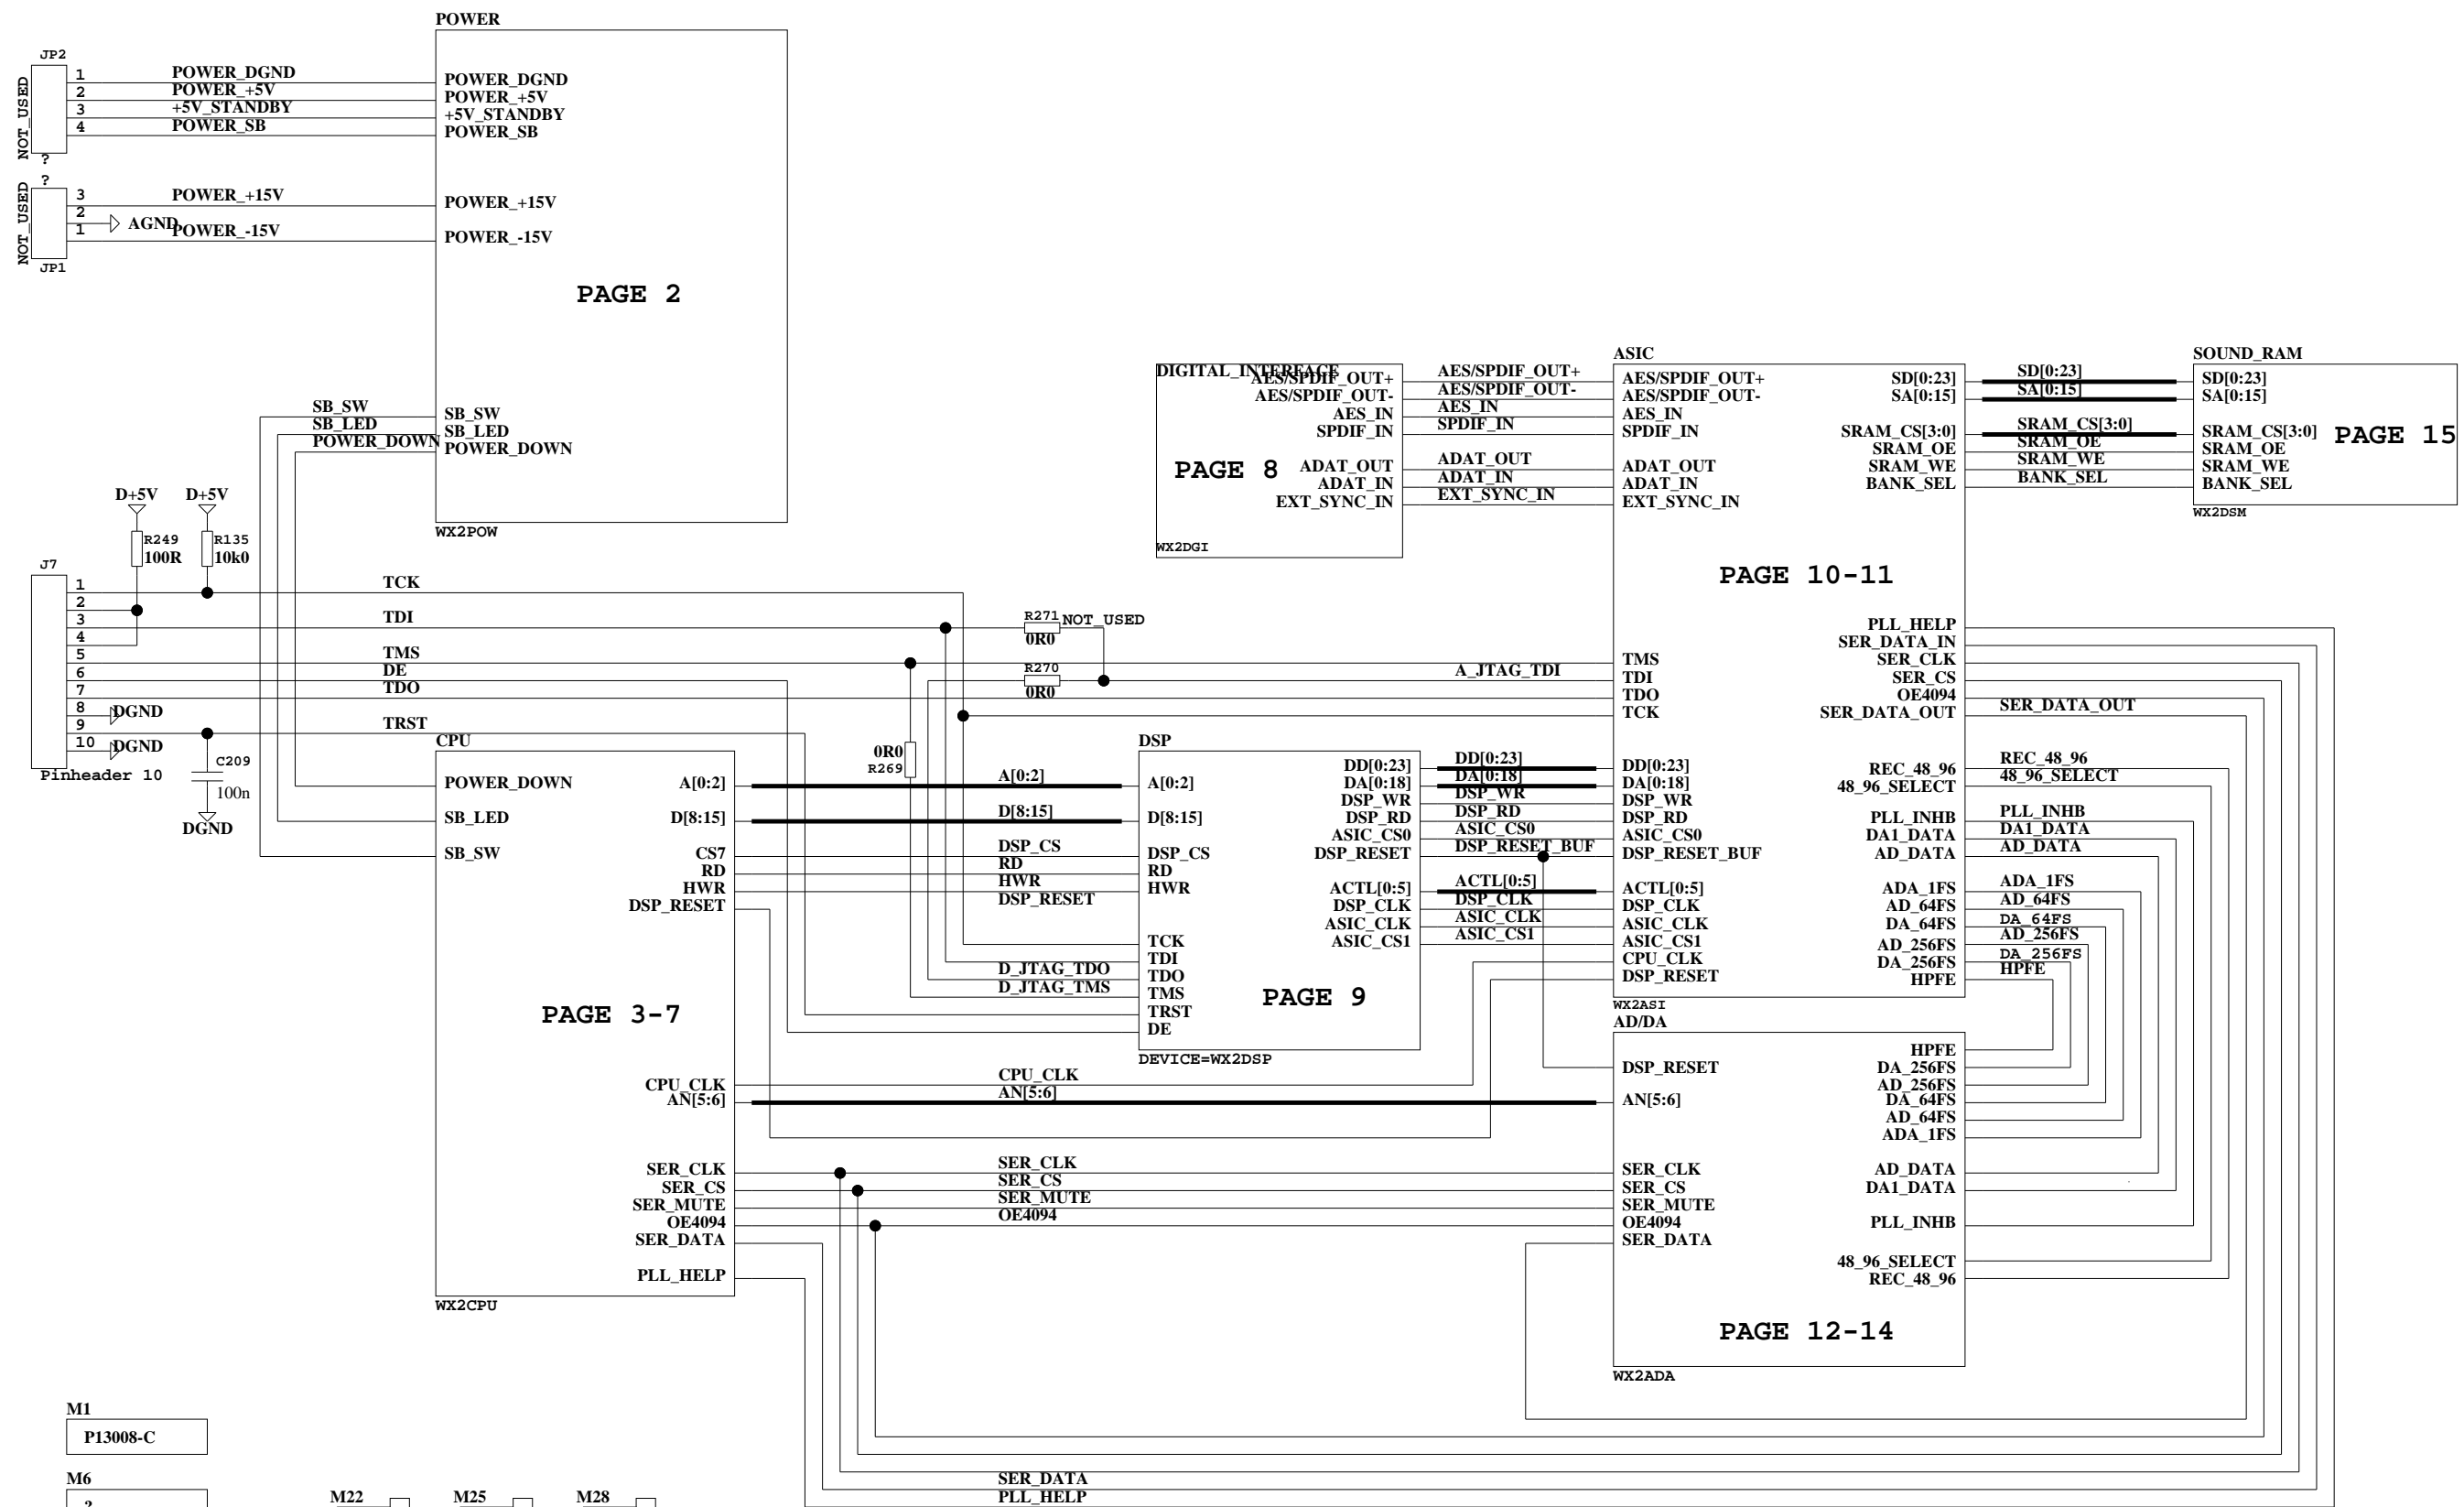 POWER
JP2
NOT_USED
1 POWER_DGND POWER_DGND
2 POWER_+5V POWER_+5V
3 +5V_STANDBY +5V_STANDBY
4 POWER_SB POWER_SB
?
?
NOT_USED
3 POWER_+15V POWER_+15V
2 AGND
1 POWER_-15V POWER_-15V
JP1
PAGE 2
SB_SW SB_SW
SB_LED SB_LED
POWER_DOWN POWER_DOWN
WX2POW
D+5V D+5V
R249 R135
100R 10k0
J7
1 TCK
2
3 TDI
4
5 TMS
6 DE
7 TDO
8 DGND
9 TRST
10 DGND
Pinheader 10
C209
100n
DGND
R271 NOT_USED
0R0
R270
0R0
A_JTAG_TDI
0R0
R269
DIGITAL_INTERFACE
AES/SPDIF_OUT+ AES/SPDIF_OUT+
AES/SPDIF_OUT- AES/SPDIF_OUT-
AES_IN AES_IN
SPDIF_IN SPDIF_IN
PAGE 8
ADAT_OUT ADAT_OUT
ADAT_IN ADAT_IN
EXT_SYNC_IN EXT_SYNC_IN
WX2DGI
ASIC
AES/SPDIF_OUT+ SD[0:23] SD[0:23]
AES/SPDIF_OUT- SA[0:15] SA[0:15]
AES_IN
SPDIF_IN SRAM_CS[3:0] SRAM_CS[3:0]
SRAM_OE SRAM_OE
ADAT_OUT SRAM_WE SRAM_WE
ADAT_IN BANK_SEL BANK_SEL
EXT_SYNC_IN
PAGE 10-11
PLL_HELP
SER_DATA_IN
TMS SER_CLK
TDI SER_CS
TDO OE4094
TCK SER_DATA_OUT SER_DATA_OUT
DD[0:23] REC_48_96 REC_48_96
DA[0:18] 48_96_SELECT 48_96_SELECT
DSP_WR
DSP_RD PLL_INHB PLL_INHB
ASIC_CS0 DA1_DATA DA1_DATA
DSP_RESET_BUF AD_DATA AD_DATA
ACTL[0:5] ADA_1FS ADA_1FS
DSP_CLK AD_64FS AD_64FS
ASIC_CLK DA_64FS DA_64FS
ASIC_CS1 AD_256FS AD_256FS
CPU_CLK DA_256FS DA_256FS
DSP_RESET HPFE HPFE
WX2ASI
SOUND_RAM
SD[0:23]
SA[0:15]
SRAM_CS[3:0] PAGE 15
SRAM_OE
SRAM_WE
BANK_SEL
WX2DSM
CPU
POWER_DOWN A[0:2] A[0:2]
SB_LED D[8:15] D[8:15]
SB_SW CS7 DSP_CS
RD RD
HWR HWR
DSP_RESET DSP_RESET
D_JTAG_TDO
D_JTAG_TMS
PAGE 3-7
CPU_CLK CPU_CLK
AN[5:6] AN[5:6]
SER_CLK SER_CLK
SER_CS SER_CS
SER_MUTE SER_MUTE
OE4094 OE4094
SER_DATA
PLL_HELP
WX2CPU
DSP
DD[0:23] DD[0:23]
A[0:2] DA[0:18] DA[0:18]
DSP_WR DSP_WR
D[8:15] DSP_RD DSP_RD
ASIC_CS0 ASIC_CS0
DSP_CS DSP_RESET DSP_RESET_BUF
RD
HWR ACTL[0:5] ACTL[0:5]
DSP_CLK DSP_CLK
ASIC_CLK ASIC_CLK
TCK ASIC_CS1 ASIC_CS1
TDI
TDO
TMS PAGE 9
TRST
DE
DEVICE=WX2DSP
AD/DA
HPFE
DSP_RESET DA_256FS
AD_256FS
AN[5:6] DA_64FS
AD_64FS
ADA_1FS
SER_CLK AD_DATA
SER_CS DA1_DATA
SER_MUTE
OE4094 PLL_INHB
SER_DATA
48_96_SELECT
REC_48_96
PAGE 12-14
WX2ADA
SER_DATA
PLL_HELP
M1
P13008-C
M6
?
M22 M25 M28